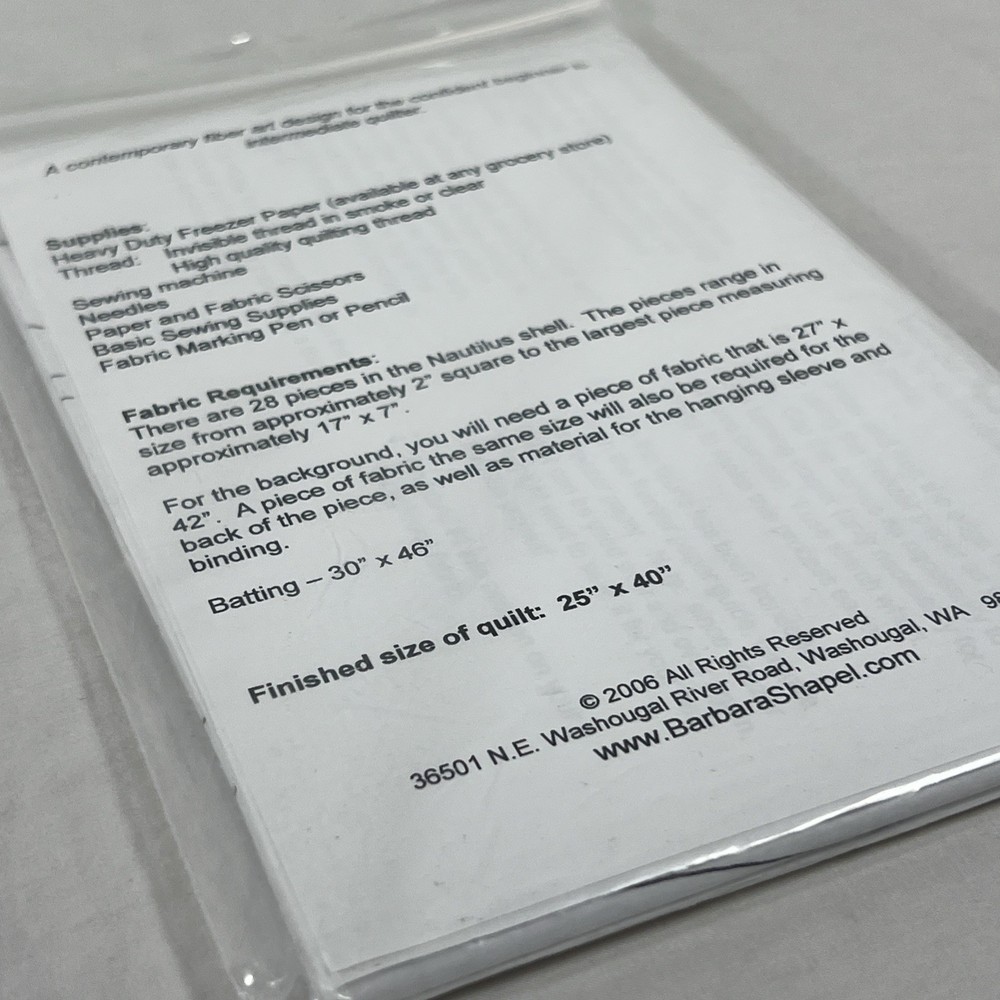 A contemporary fiber art design for the confident beginner to
intermediate quilter.
Supplies:
Heavy Duty Freezer Paper (available at any grocery store)
Thread: Invisible thread in smoke or clear
High quality quilting thread
Sewing machine
Needles
Paper and Fabric Scissors
Basic Sewing Supplies
Fabric Marking Pen or Pencil
Fabric Requirements:
There are 28 pieces in the Nautilus shell. The pieces range in
size from approximately 2" square to the largest piece measuring
approximately 17" x 7".
For the background, you will need a piece of fabric that is 27" x
42". A piece of fabric the same size will also be required for the
back of the piece, as well as material for the hanging sleeve and
binding.
Batting – 30" x 46"
Finished size of quilt: 25" x 40"
© 2006 All Rights Reserved
36501 N.E. Washougal River Road, Washougal, WA
www.BarbaraShapel.com